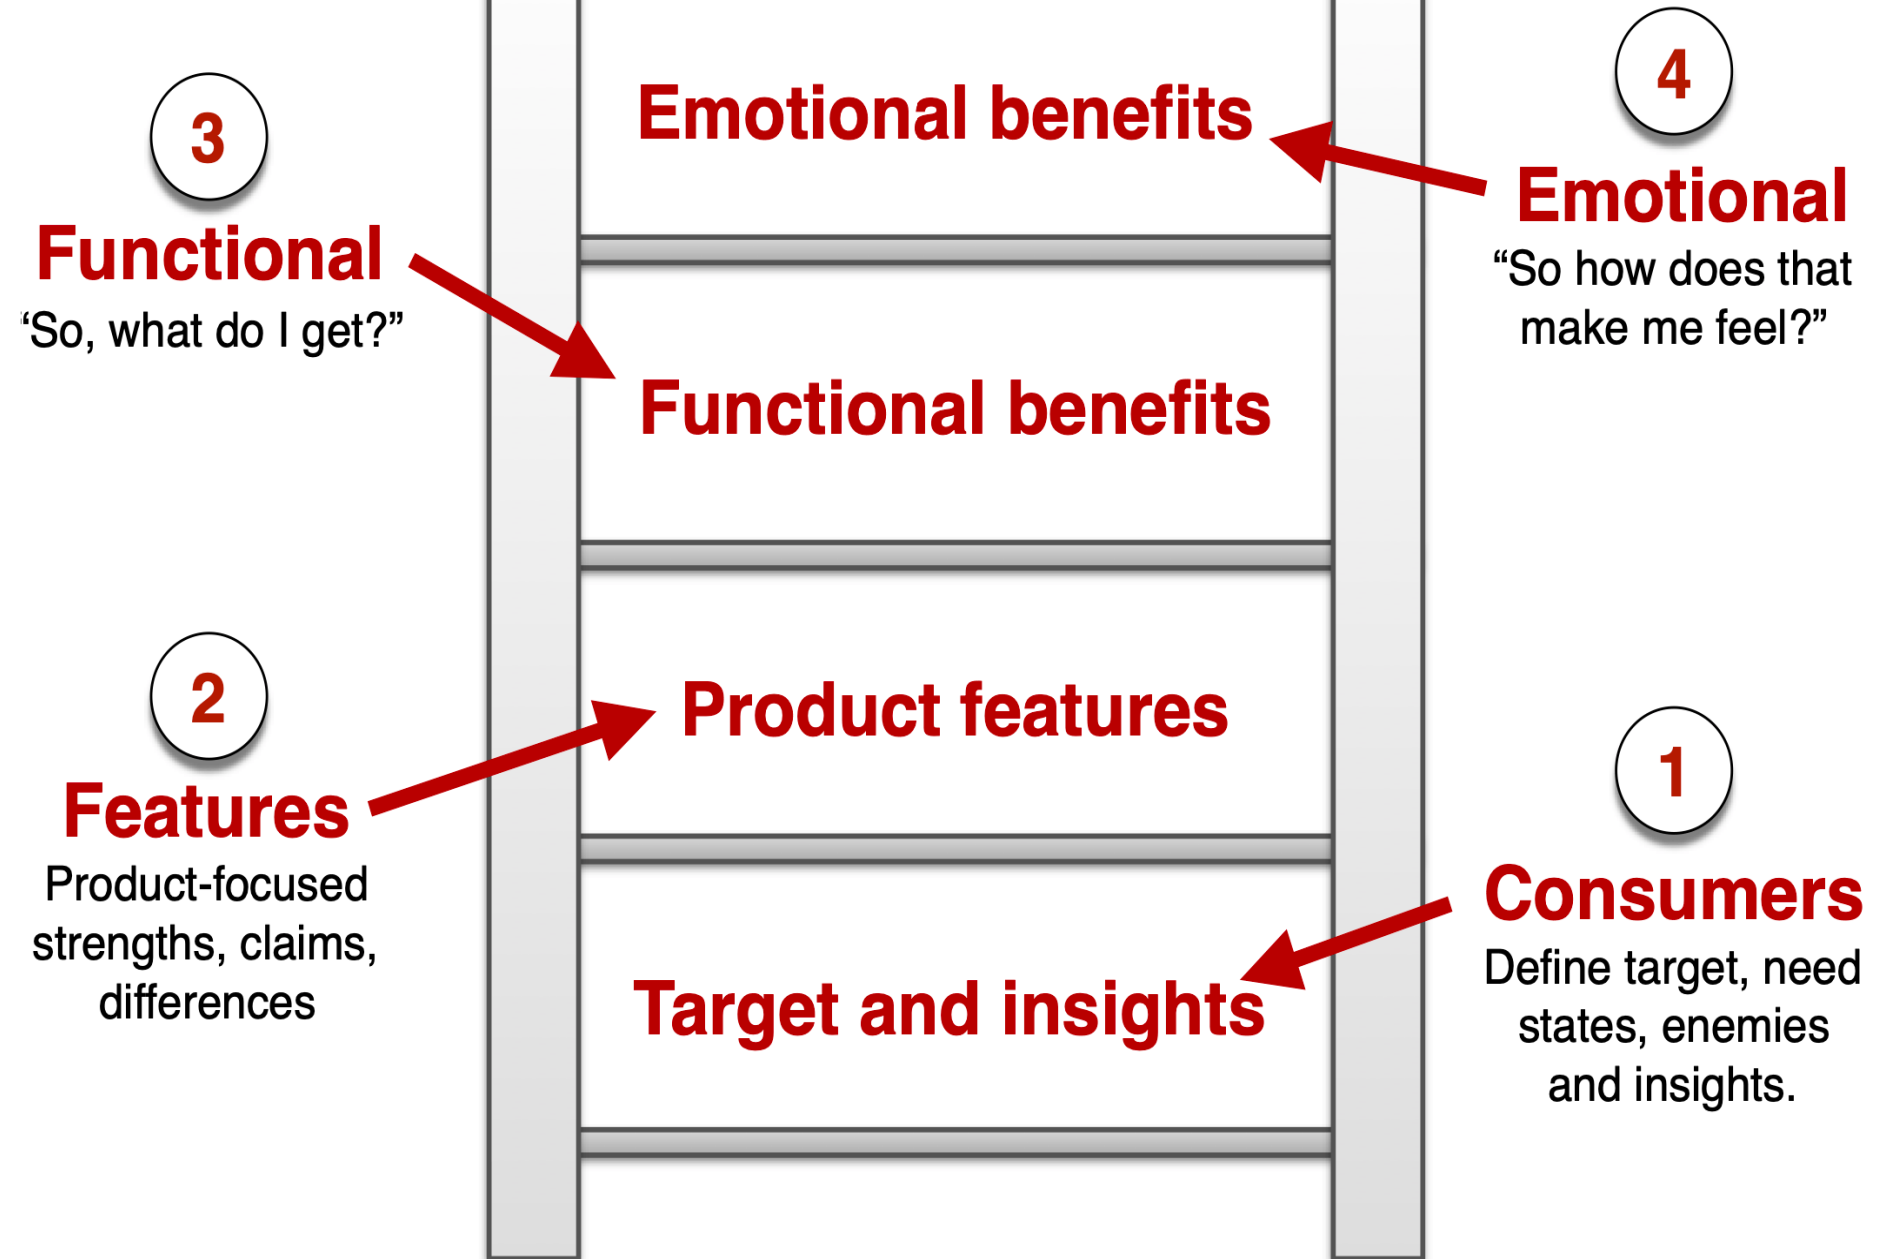 Emotional benefits
Functional benefits
Product features
Target and insights
3
Functional
“So, what do I get?”
2
Features
Product-focused
strengths, claims,
differences
4
Emotional
“So how does that
make me feel?”
1
Consumers
Define target, need
states, enemies
and insights.